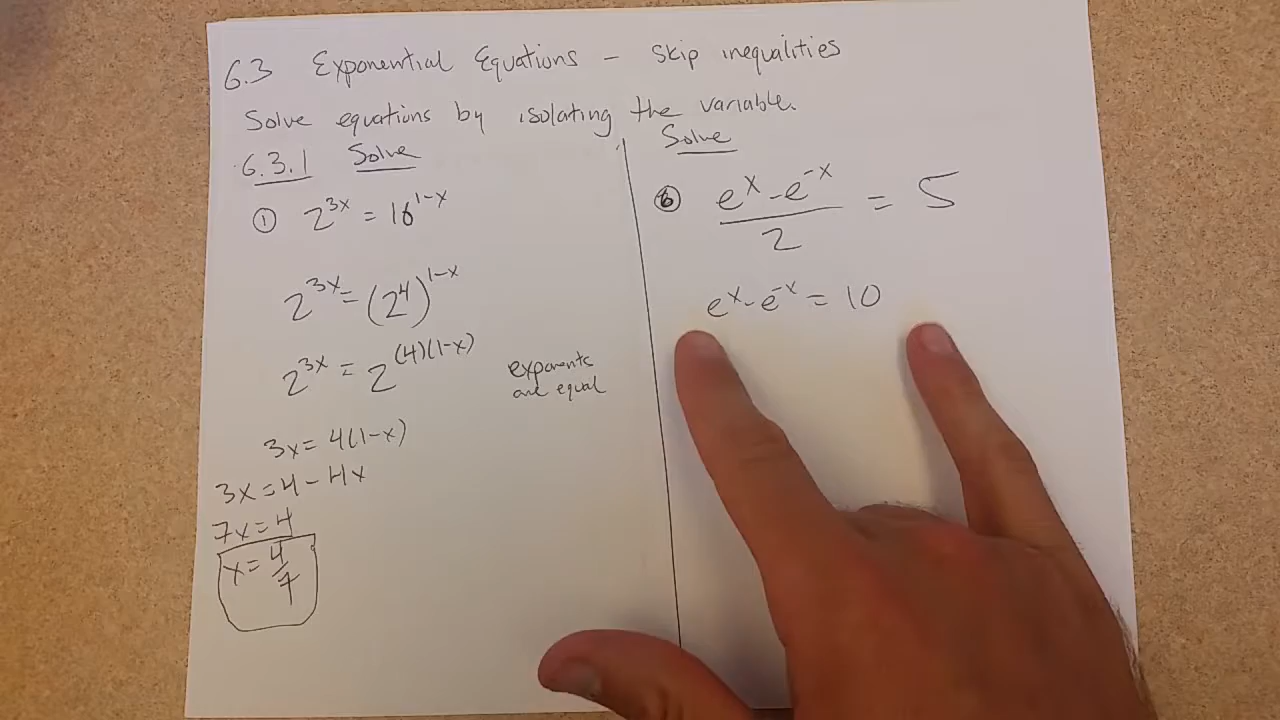 6.3 Exponential Equations - Skip inequalities
Solve equations by isolating the variable.
6.3.1 Solve
① 2^{3x} = 16^{1-x}
2^{3x} = (2^4)^{1-x}
2^{3x} = 2^{(4)(1-x)}
exponents
are equal
3x = 4(1-x)
3x = 4 - 4x
7x = 4
x = 4/7
Solve
⑥ \frac{e^x - e^{-x}}{2} = 5
e^x - e^{-x} = 10